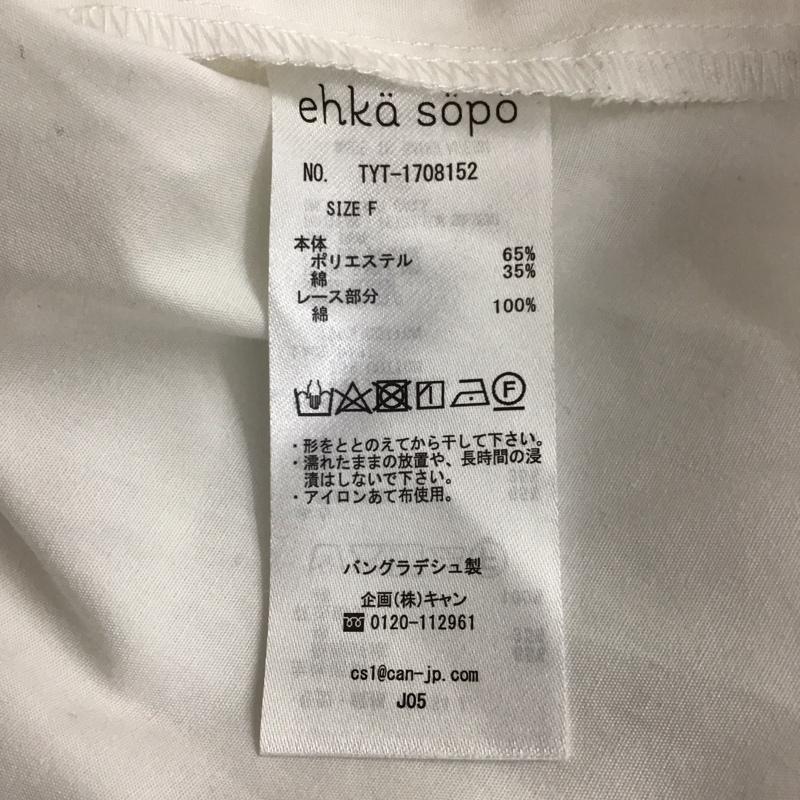 ehkä söpö
NO. TYT-1708152
SIZE F
本体
ポリエステル 65%
綿 35%
レース部分
綿 100%
F
・形をととのえてから干して下さい。
・濡れたままの放置や、長時間の浸
漬はしないで下さい。
・アイロンあて布使用。
バングラデシュ製
企画(株)キャン
0120-112961
cs1@can-jp.com
J05